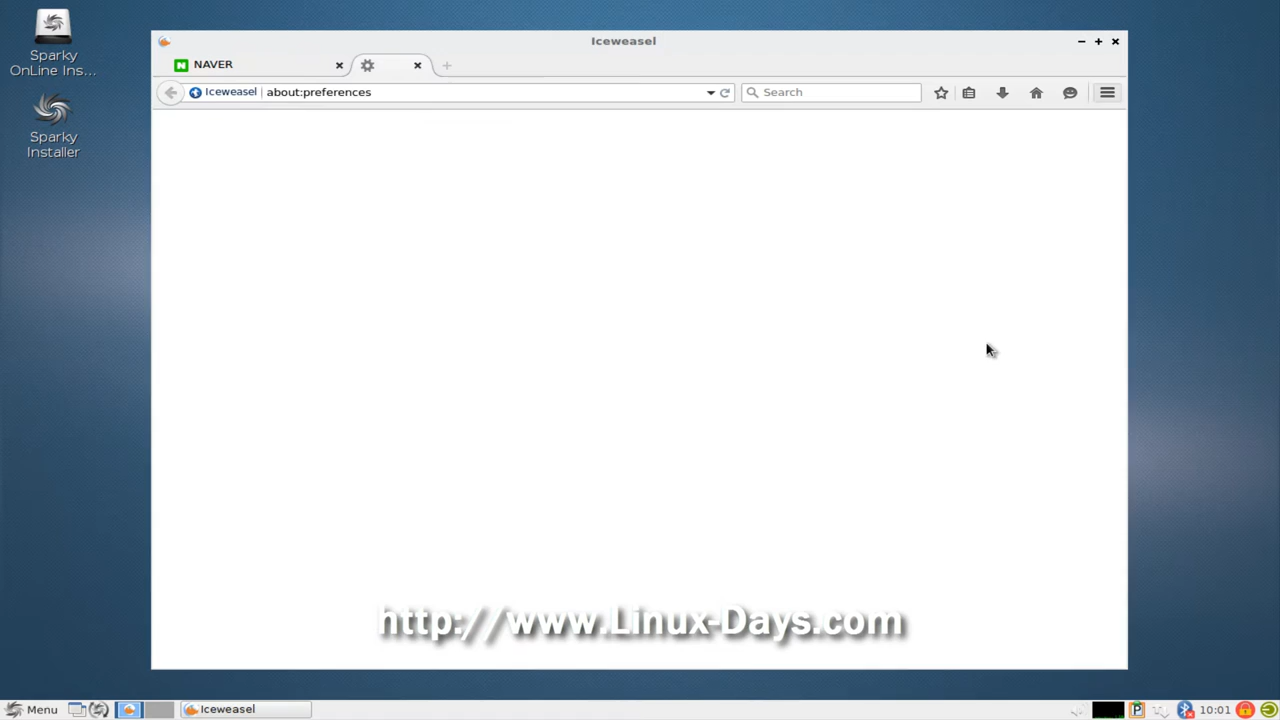 Sparky
OnLine Ins...
Sparky
Installer
Iceweasel
NAVER
Iceweasel
about:preferences
Search
http://www.Linux-Days.com
Menu
Iceweasel
10:01